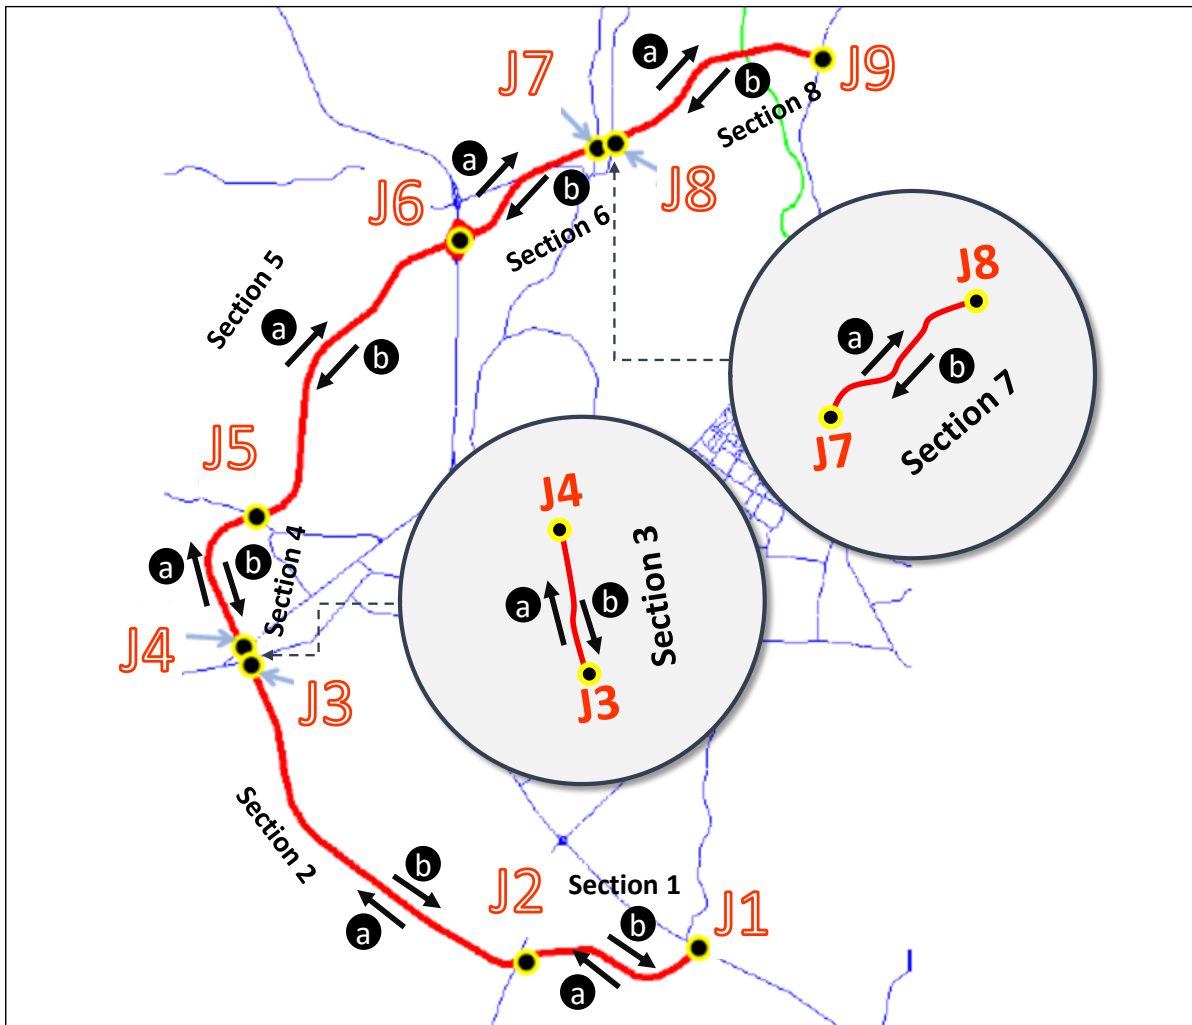 J7
a
b
J9
Section 8
a
J6
b
J8
Section 6
Section 5
a
b
J8
a
b
J7
Section 7
J5
a
b
Section 4
J4
J3
J4
a
b
Section 3
J3
Section 2
b
a
J2
Section 1
b
J1
a